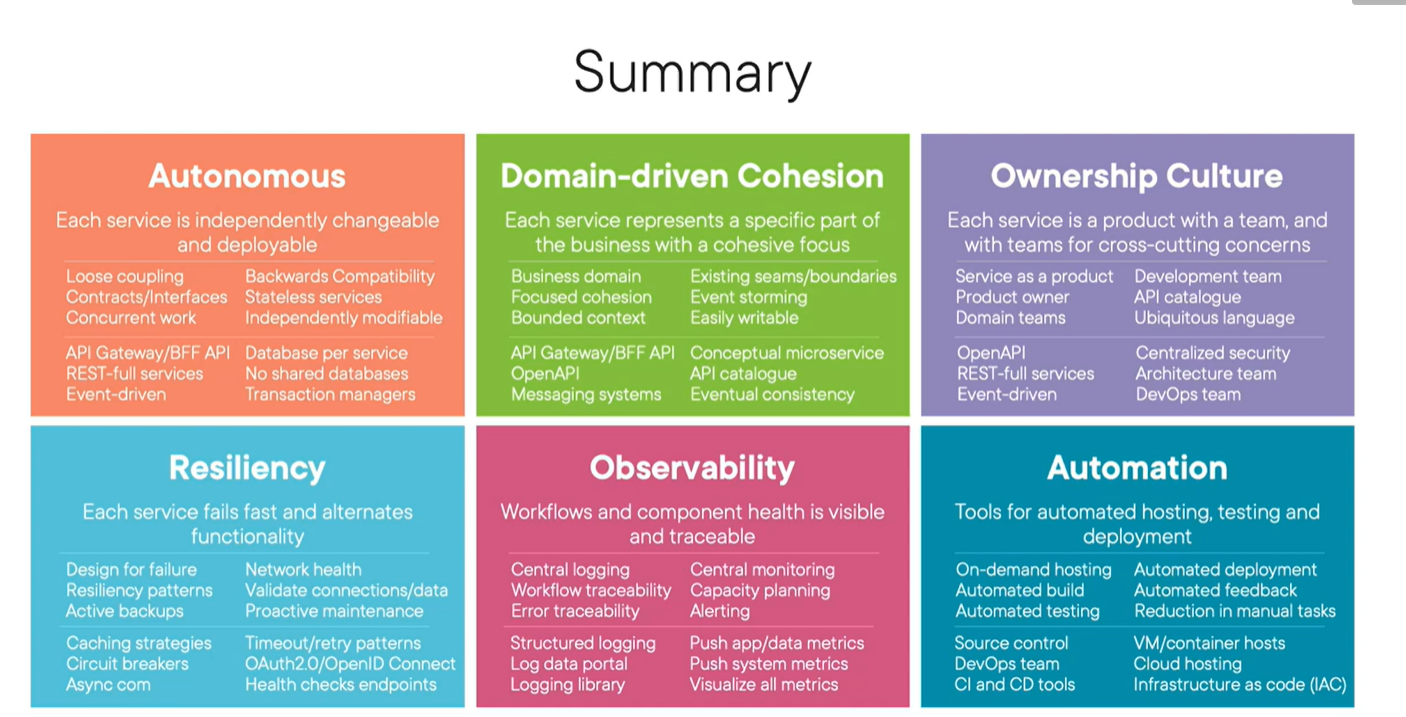 Summary
Autonomous
Each service is independently changeable
and deployable
Loose coupling
Contracts/Interfaces
Concurrent work
Backwards Compatibility
Stateless services
Independently modifiable
API Gateway/BFF API
REST-full services
Event-driven
Database per service
No shared databases
Transaction managers
Domain-driven Cohesion
Each service represents a specific part of
the business with a cohesive focus
Business domain
Focused cohesion
Bounded context
Existing seams/boundaries
Event storming
Easily writable
API Gateway/BFF API
OpenAPI
Messaging systems
Conceptual microservice
API catalogue
Eventual consistency
Ownership Culture
Each service is a product with a team, and
with teams for cross-cutting concerns
Service as a product
Product owner
Domain teams
Development team
API catalogue
Ubiquitous language
OpenAPI
REST-full services
Event-driven
Centralized security
Architecture team
DevOps team
Resiliency
Each service fails fast and alternates
functionality
Design for failure
Resiliency patterns
Active backups
Network health
Validate connections/data
Proactive maintenance
Caching strategies
Circuit breakers
Async com
Timeout/retry patterns
OAuth2.0/OpenID Connect
Health checks endpoints
Observability
Workflows and component health is visible
and traceable
Central logging
Workflow traceability
Error traceability
Central monitoring
Capacity planning
Alerting
Structured logging
Log data portal
Logging library
Push app/data metrics
Push system metrics
Visualize all metrics
Automation
Tools for automated hosting, testing and
deployment
On-demand hosting
Automated build
Automated testing
Automated deployment
Automated feedback
Reduction in manual tasks
Source control
DevOps team
CI and CD tools
VM/container hosts
Cloud hosting
Infrastructure as code (IAC)